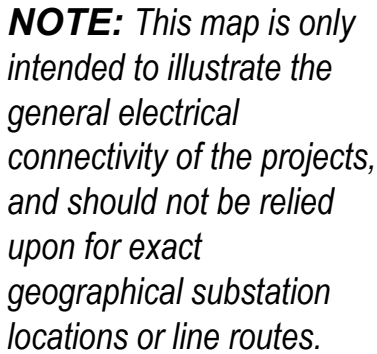 NOTE: This map is only
intended to illustrate the
general electrical
connectivity of the projects,
and should not be relied
upon for exact
geographical substation
locations or line routes.